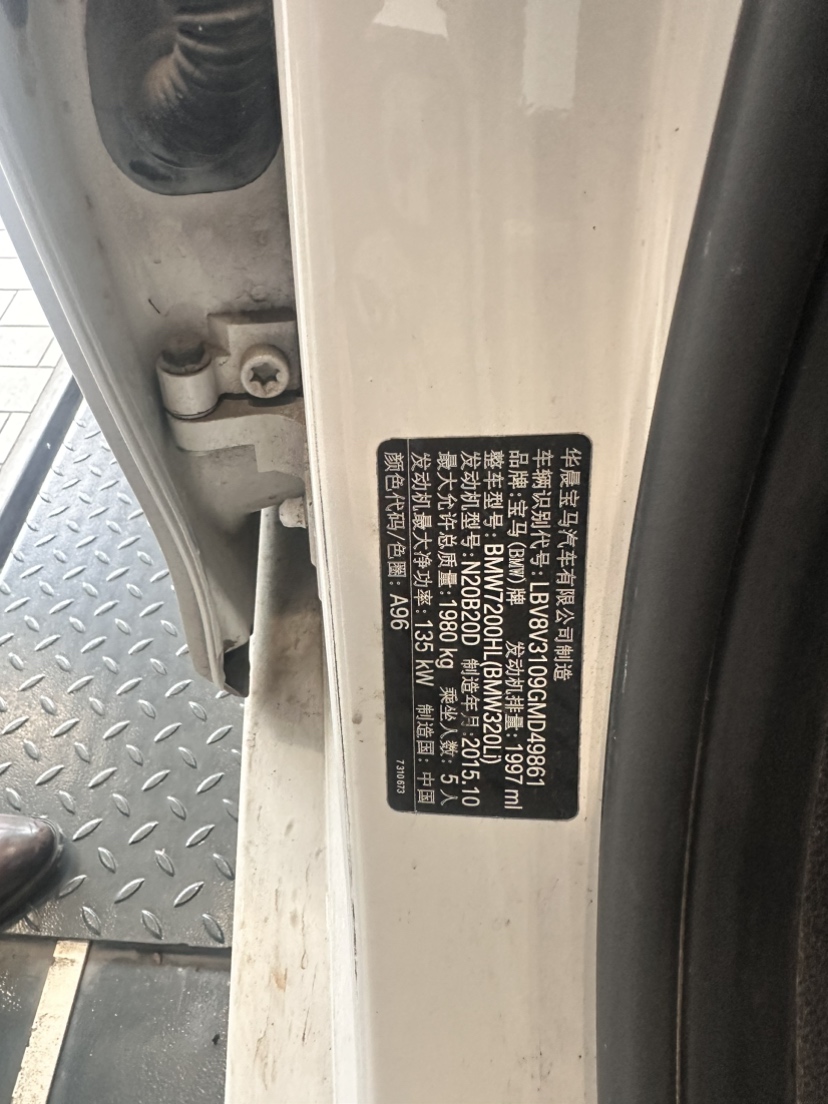 华晨宝马汽车有限公司制造
车辆识别代号: LBV8V3109GMD49861
品牌:宝马(BMW)牌 发动机排量: 1997 ml
整车型号: BMW7200HL(BMW320Li)
发动机型号: N20B20D 制造年月:2015.10
最大允许总质量:1980 kg 乘坐人数: 5人
发动机最大净功率: 135 kW 制造国: 中国
颜色代码/色圈: A96
7310673